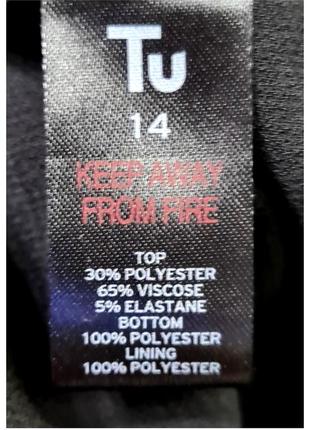 Tu
14
KEEP AWAY
FROM FIRE
TOP
30% POLYESTER
65% VISCOSE
5% ELASTANE
BOTTOM
100% POLYESTER
LINING
100% POLYESTER